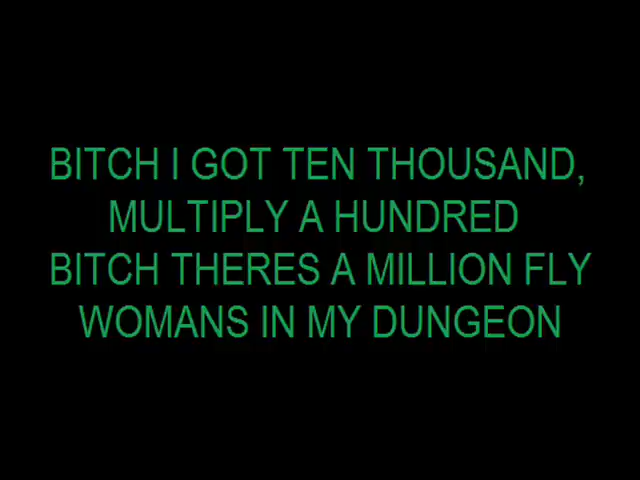 BITCH I GOT TEN THOUSAND,
MULTIPLY A HUNDRED
BITCH THERES A MILLION FLY
WOMANS IN MY DUNGEON